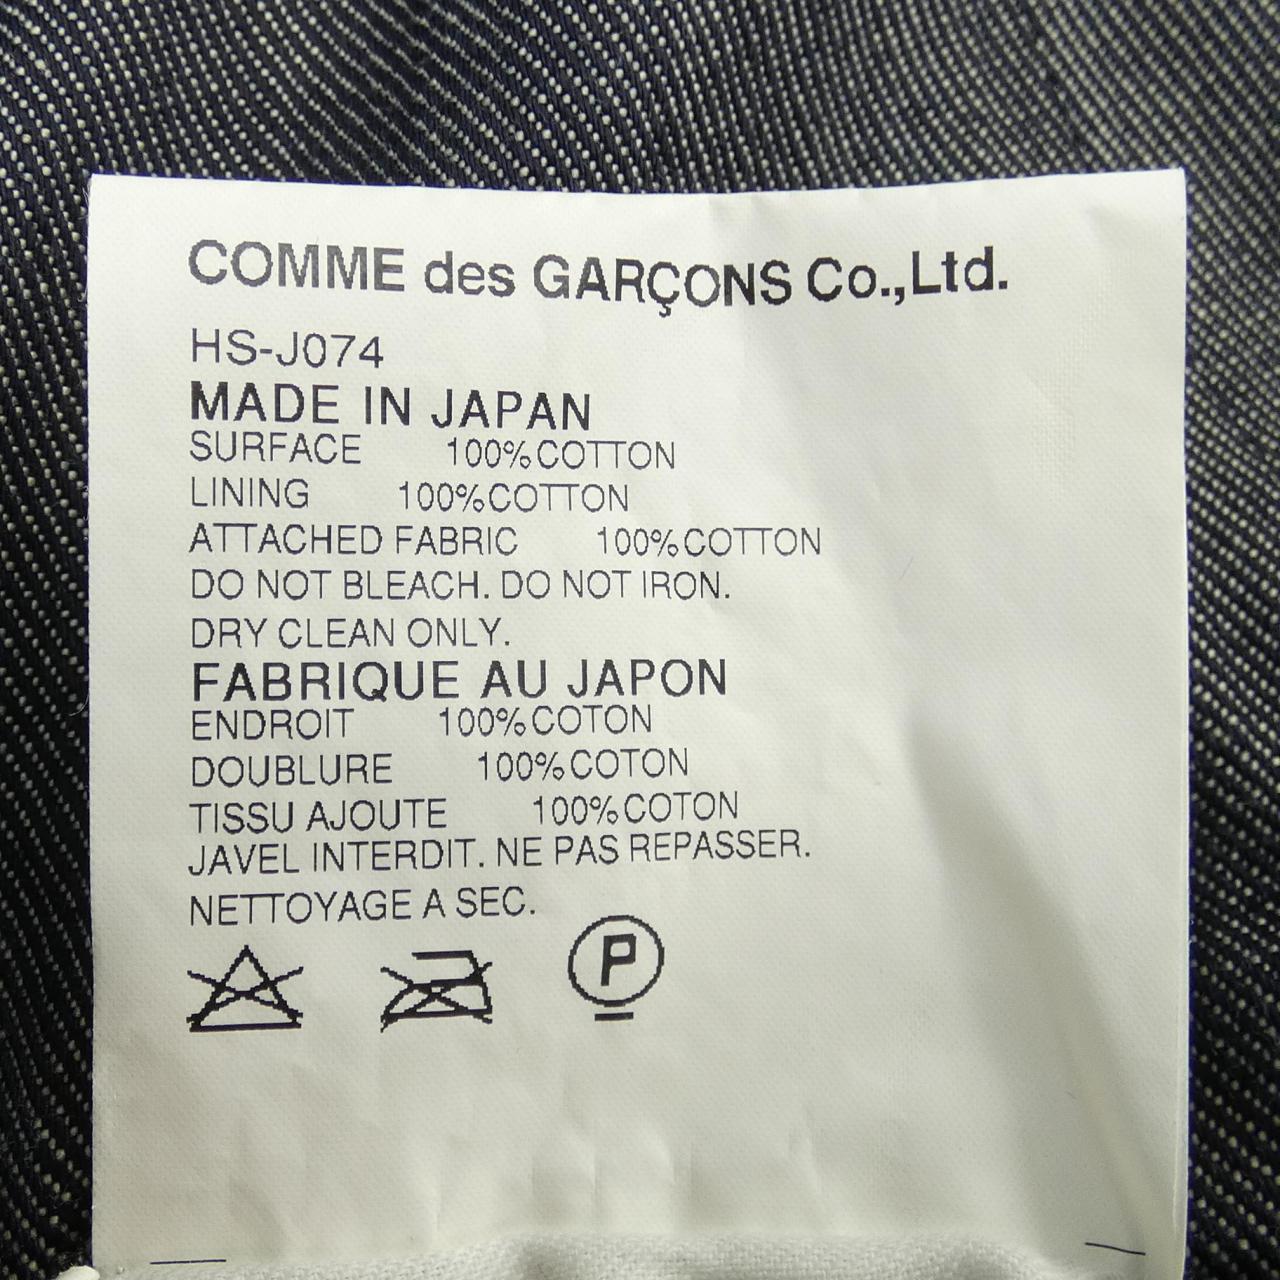 COMME des GARÇONS Co.,Ltd.
HS-J074
MADE IN JAPAN
SURFACE 100%COTTON
LINING 100%COTTON
ATTACHED FABRIC 100%COTTON
DO NOT BLEACH. DO NOT IRON.
DRY CLEAN ONLY.
FABRIQUE AU JAPON
ENDROIT 100%COTON
DOUBLURE 100%COTON
TISSU AJOUTE 100%COTON
JAVEL INTERDIT. NE PAS REPASSER.
NETTOYAGE A SEC.
P